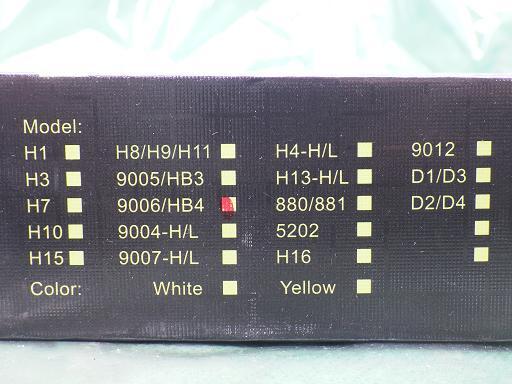 Model:
H1 H8/H9/H11 H4-H/L 9012
H3 9005/HB3 H13-H/L D1/D3
H7 9006/HB4 880/881 D2/D4
H10 9004-H/L 5202
H15 9007-H/L H16
Color: White Yellow